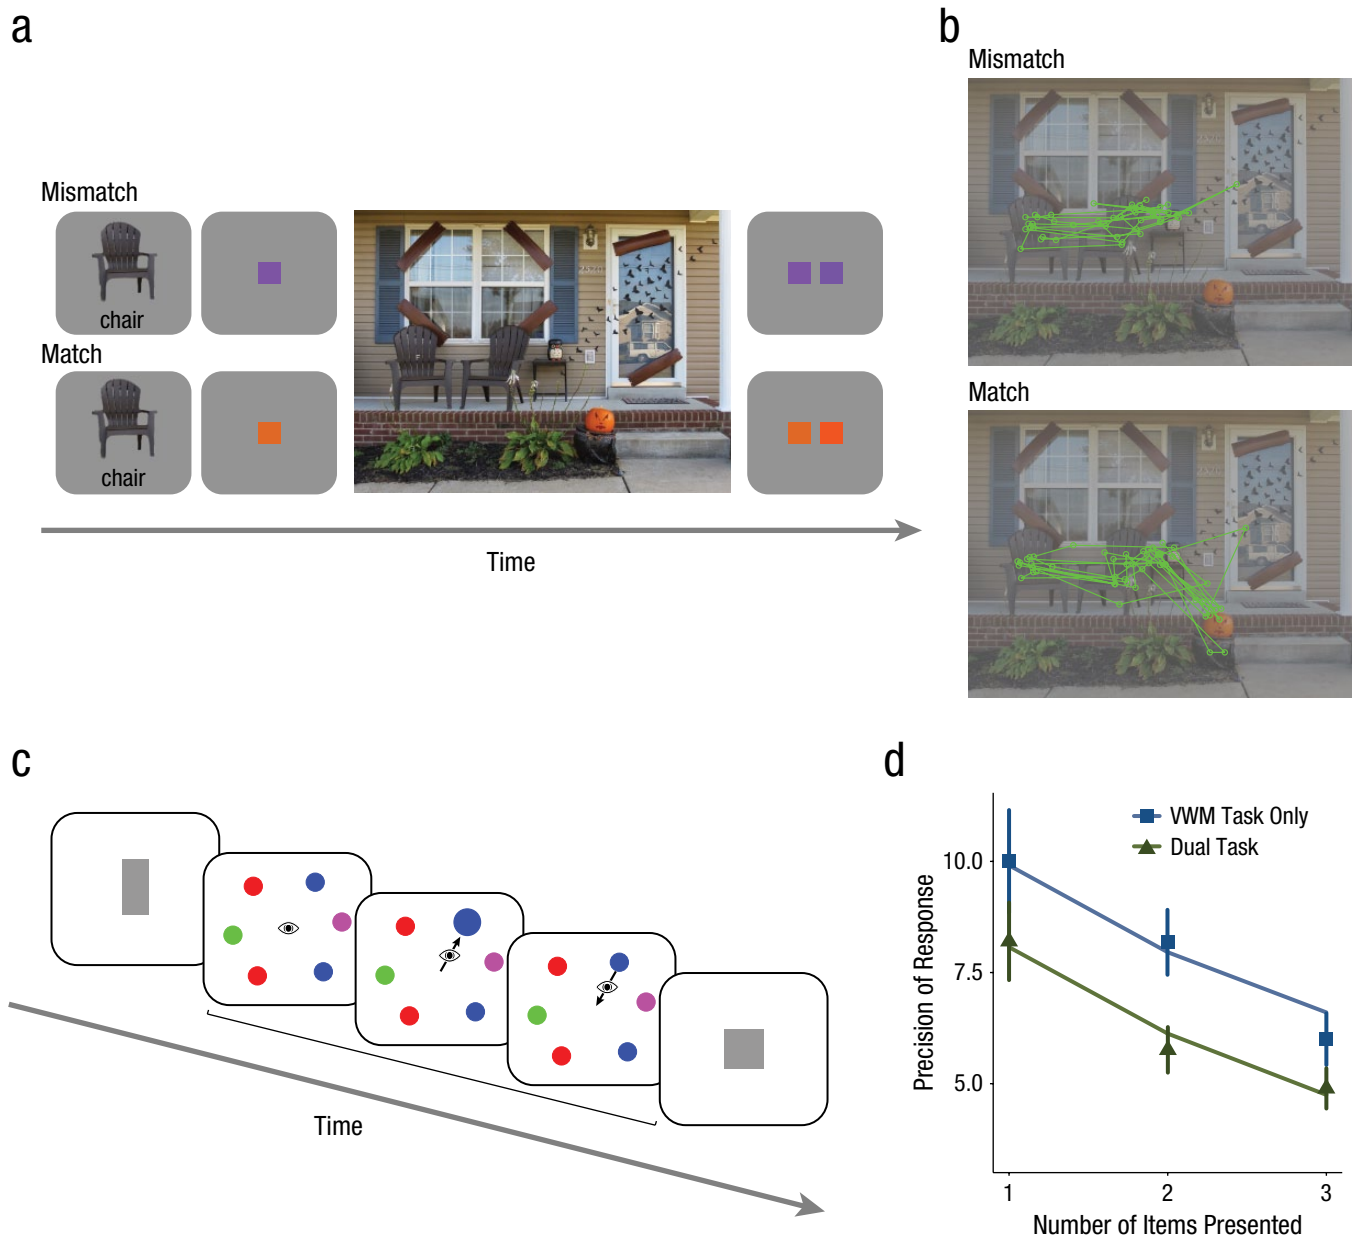 a
Mismatch
chair
Match
chair
Time
b
Mismatch
Match
c
Time
d
VWM Task Only
Dual Task
Precision of Response
10.0
7.5
5.0
1 2 3
Number of Items Presented